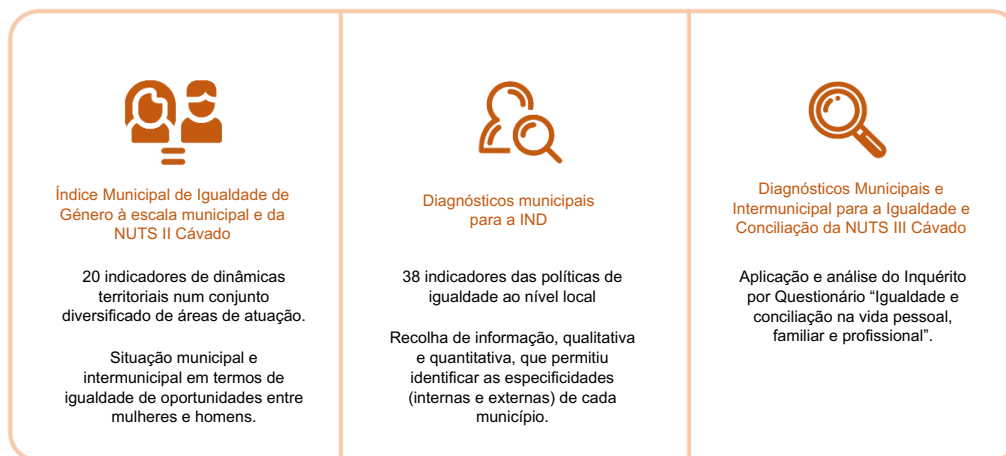 Índice Municipal de Igualdade de
Género à escala municipal e da
NUTS II Cávado
20 indicadores de dinâmicas
territoriais num conjunto
diversificado de áreas de atuação.
Situação municipal e
intermunicipal em termos de
igualdade de oportunidades entre
mulheres e homens.
Diagnósticos municipais
para a IND
38 indicadores das políticas de
igualdade ao nível local
Recolha de informação, qualitativa
e quantitativa, que permitiu
identificar as especificidades
(internas e externas) de cada
município.
Diagnósticos Municipais e
Intermunicipal para a Igualdade e
Conciliação da NUTS III Cávado
Aplicação e análise do Inquérito
por Questionário “Igualdade e
conciliação na vida pessoal,
familiar e profissional”.